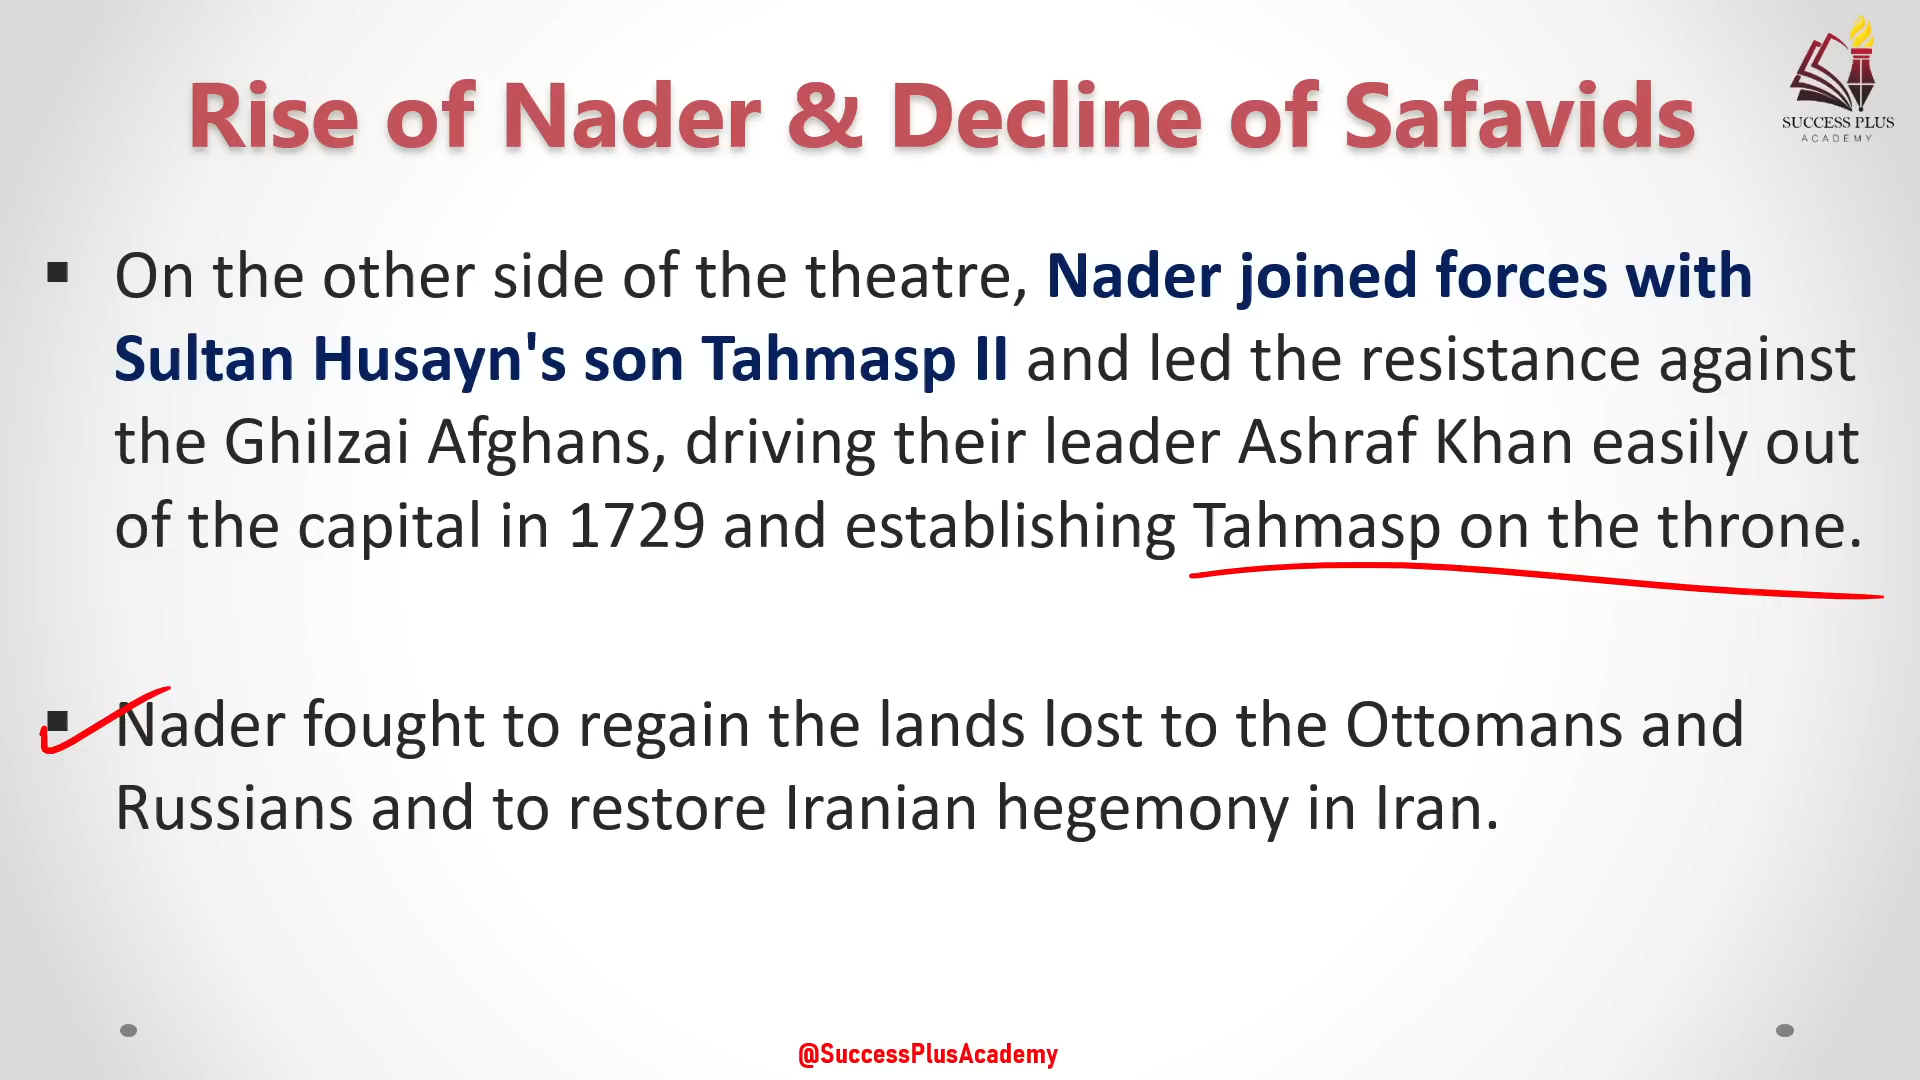 SUCCESS PLUS
ACADEMY
Rise of Nader & Decline of Safavids
▪ On the other side of the theatre, Nader joined forces with
Sultan Husayn's son Tahmasp II and led the resistance against
the Ghilzai Afghans, driving their leader Ashraf Khan easily out
of the capital in 1729 and establishing Tahmasp on the throne.
▪ Nader fought to regain the lands lost to the Ottomans and
Russians and to restore Iranian hegemony in Iran.
@SuccessPlusAcademy